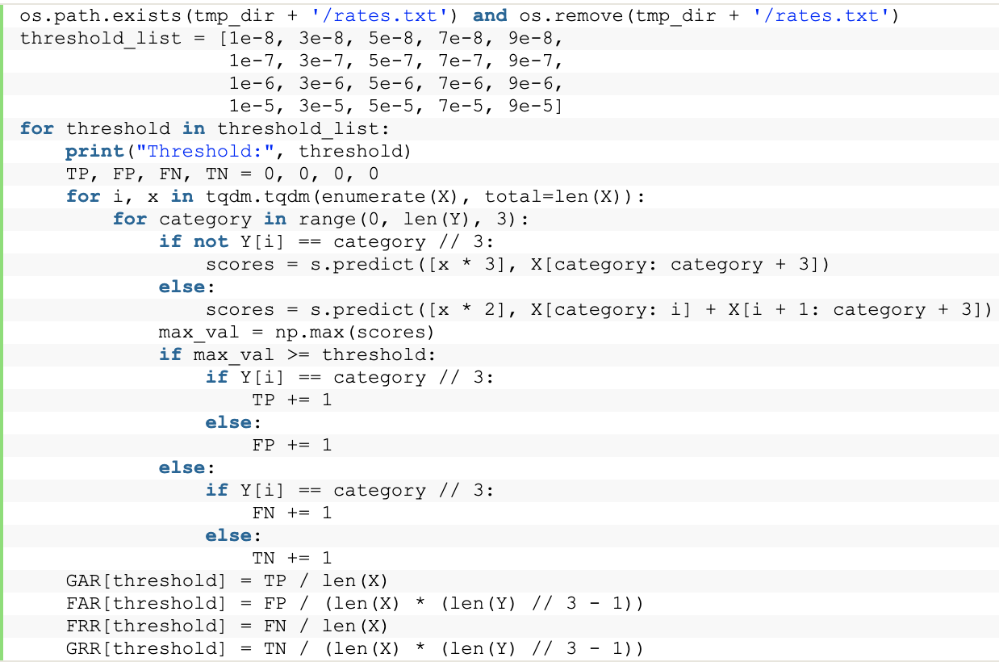 os.path.exists(tmp_dir + '/rates.txt') and os.remove(tmp_dir + '/rates.txt')
threshold_list = [1e-8, 3e-8, 5e-8, 7e-8, 9e-8,
                  1e-7, 3e-7, 5e-7, 7e-7, 9e-7,
                  1e-6, 3e-6, 5e-6, 7e-6, 9e-6,
                  1e-5, 3e-5, 5e-5, 7e-5, 9e-5]
for threshold in threshold_list:
    print("Threshold:", threshold)
    TP, FP, FN, TN = 0, 0, 0, 0
    for i, x in tqdm.tqdm(enumerate(X), total=len(X)):
        for category in range(0, len(Y), 3):
            if not Y[i] == category // 3:
                scores = s.predict([x * 3], X[category: category + 3])
            else:
                scores = s.predict([x * 2], X[category: i] + X[i + 1: category + 3])
            max_val = np.max(scores)
            if max_val >= threshold:
                if Y[i] == category // 3:
                    TP += 1
                else:
                    FP += 1
            else:
                if Y[i] == category // 3:
                    FN += 1
                else:
                    TN += 1
    GAR[threshold] = TP / len(X)
    FAR[threshold] = FP / (len(X) * (len(Y) // 3 - 1))
    FRR[threshold] = FN / len(X)
    GRR[threshold] = TN / (len(X) * (len(Y) // 3 - 1))